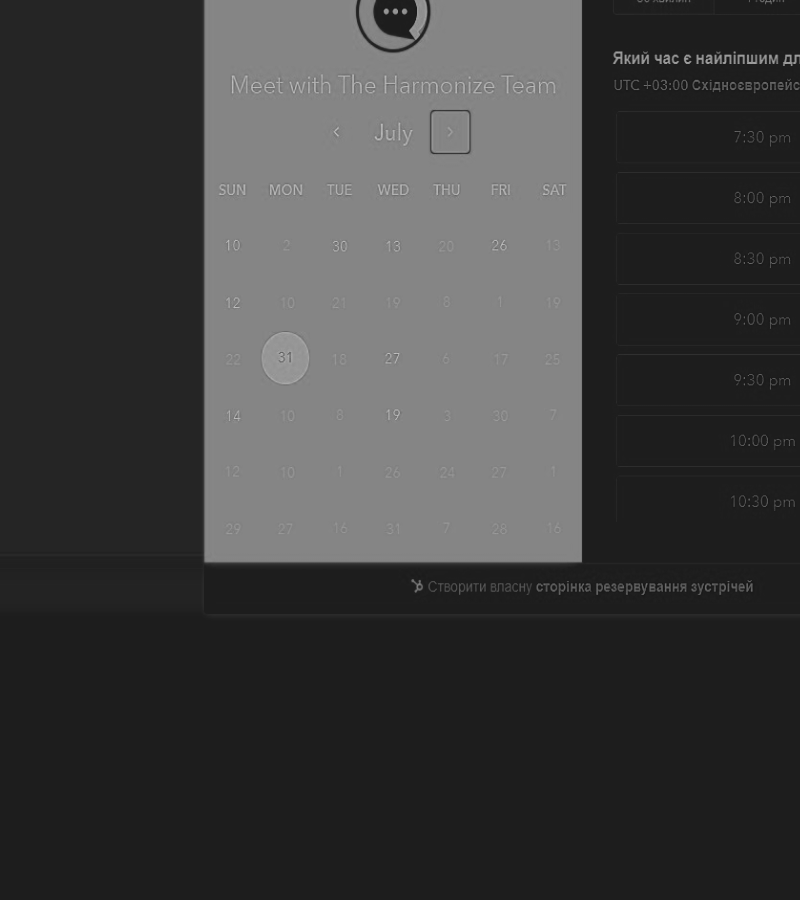 Meet with The Harmonize Team
July
SUN MON TUE WED THU FRI SAT
10 2 30 13 20 26 13
12 10 21 19 8 1 19
22 31 18 27 6 17 25
14 10 8 19 3 30 7
12 10 1 26 24 27 1
29 27 16 31 7 28 16
Який час є найліпшим
UTC +03:00
7:30 pm
8:00 pm
8:30 pm
9:00 pm
9:30 pm
10:00 pm
10:30 pm
Створити власну сторінка резервування зустрічей